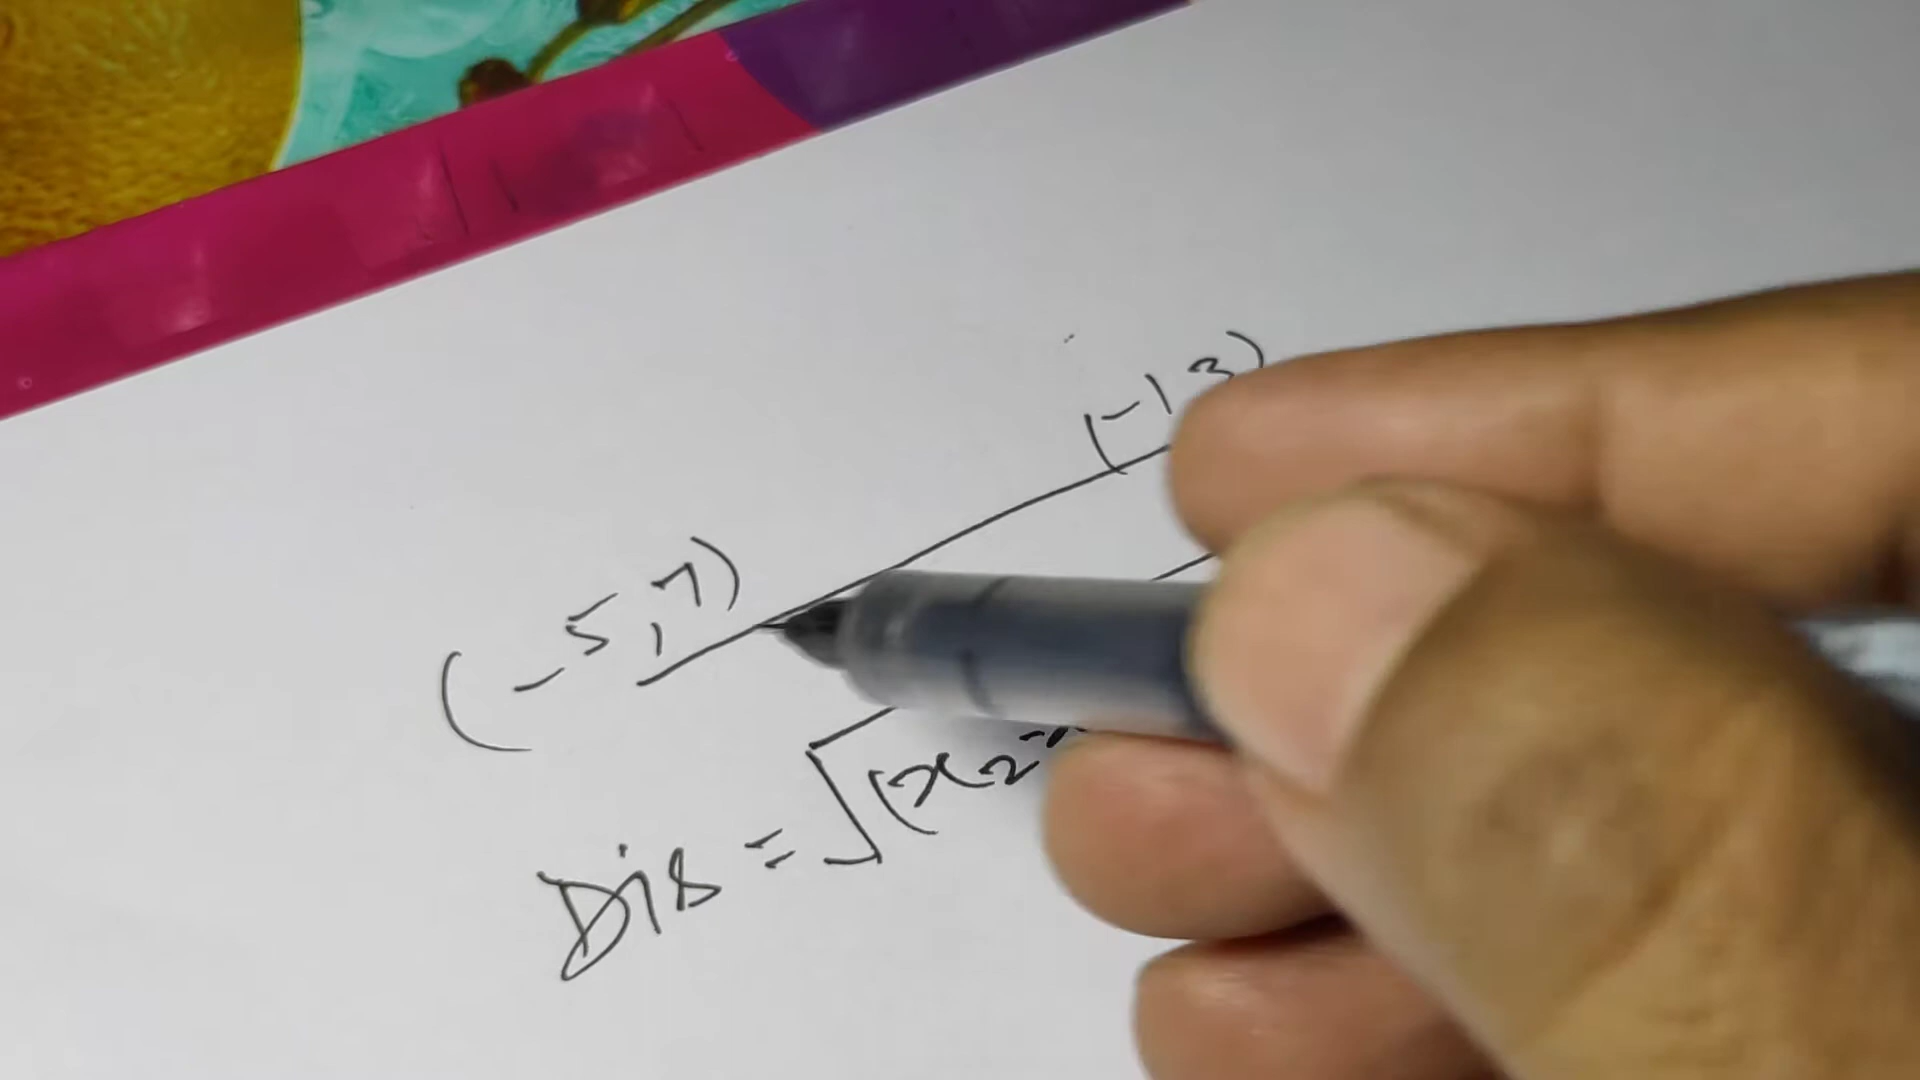 (-1 3)
(-5,7)
Dis = √(x2-